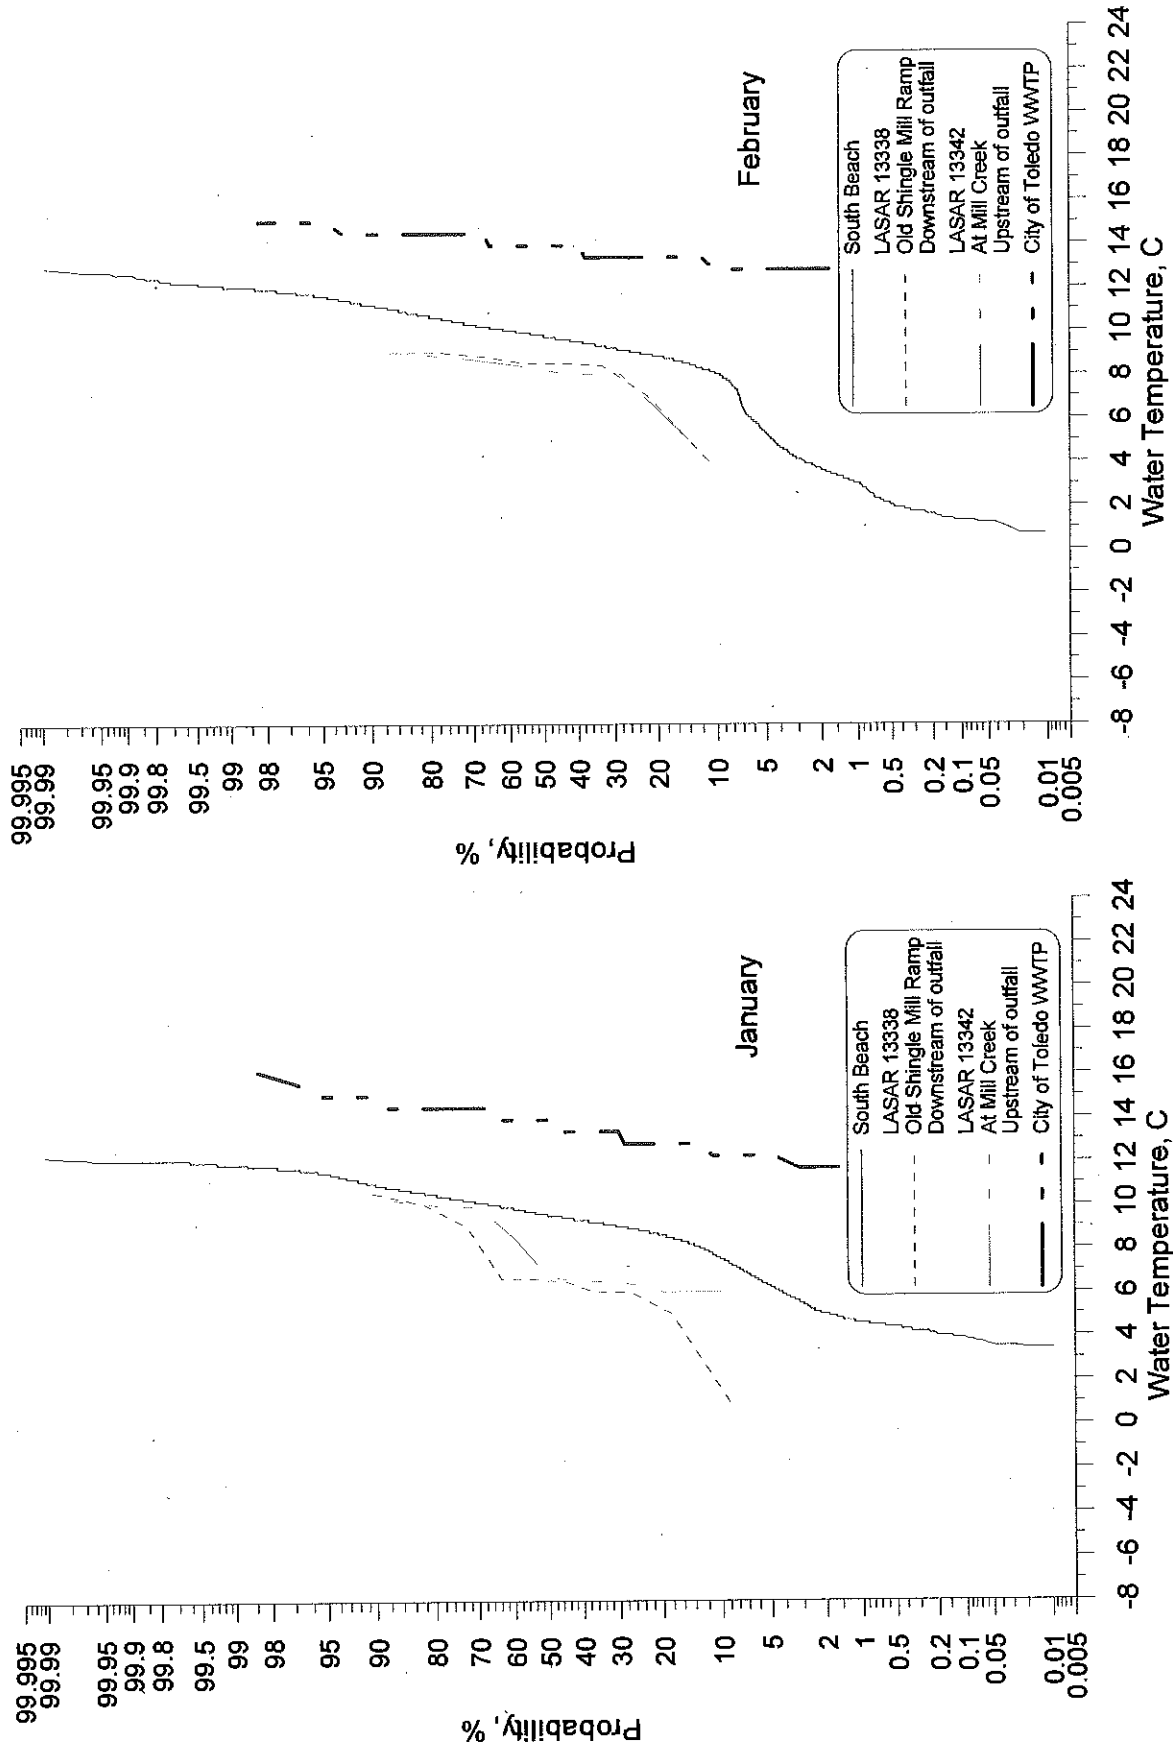 99.995
99.99
99.95
99.9
99.8
99.5
99
98
95
90
80
70
60
50
40
30
20
10
5
2
1
0.5
0.2
0.1
0.05
0.01
0.005
Probability, %
January
South Beach
LASAR 13338
Old Shingle Mill Ramp
Downstream of outfall
LASAR 13342
At Mill Creek
Upstream of outfall
City of Toledo WWTP
-8 -6 -4 -2 0 2 4 6 8 10 12 14 16 18 20 22 24
Water Temperature, C
99.995
99.99
99.95
99.9
99.8
99.5
99
98
95
90
80
70
60
50
40
30
20
10
5
2
1
0.5
0.2
0.1
0.05
0.01
0.005
Probability, %
February
South Beach
LASAR 13338
Old Shingle Mill Ramp
Downstream of outfall
LASAR 13342
At Mill Creek
Upstream of outfall
City of Toledo WWTP
-8 -6 -4 -2 0 2 4 6 8 10 12 14 16 18 20 22 24
Water Temperature, C